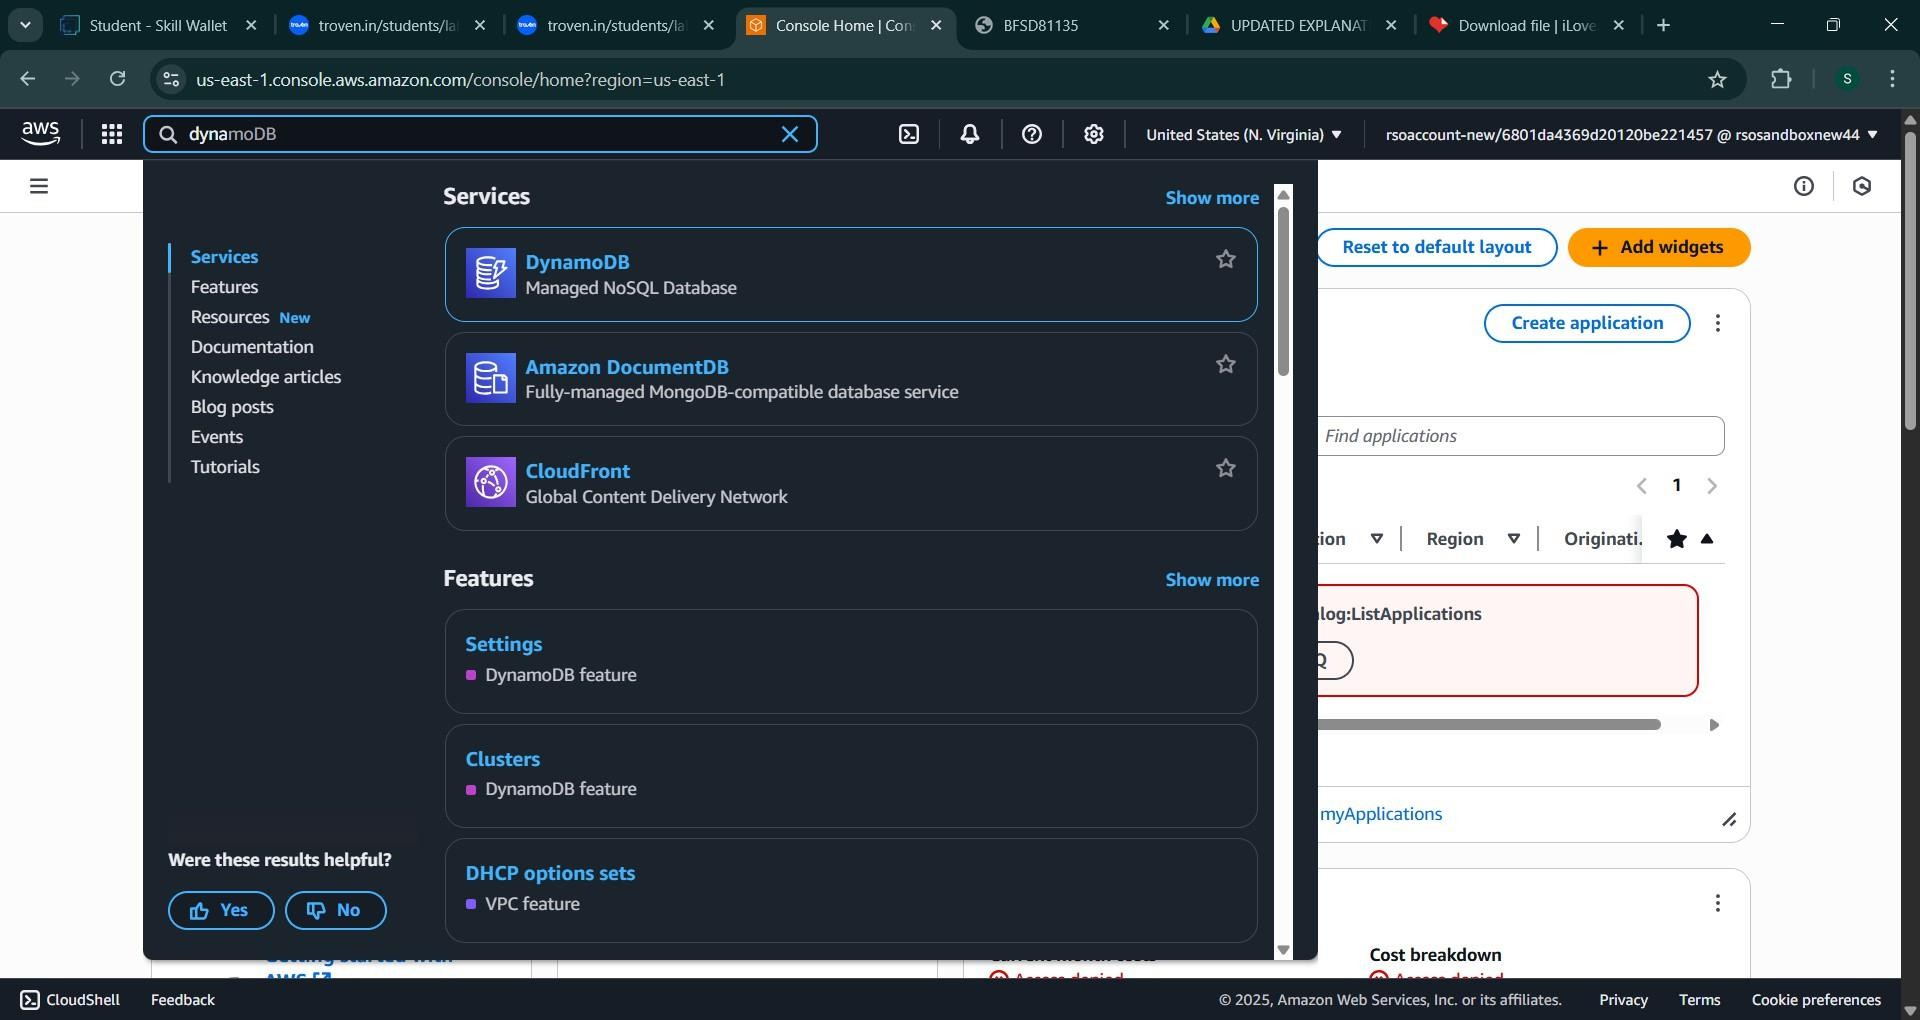 Student - Skill Wallet
troven.in/students/la
troven.in/students/la
Console Home | Con
BFSD81135
UPDATED EXPLANAT
Download file | iLove
us-east-1.console.aws.amazon.com/console/home?region=us-east-1
S
aws
dynamoDB
United States (N. Virginia)
rsoaccount-new/6801da4369d20120be221457 @ rsosandboxnew44
Services
Features
Resources New
Documentation
Knowledge articles
Blog posts
Events
Tutorials
Were these results helpful?
Yes
No
Services
Show more
DynamoDB
Managed NoSQL Database
Amazon DocumentDB
Fully-managed MongoDB-compatible database service
CloudFront
Global Content Delivery Network
Features
Show more
Settings
DynamoDB feature
Clusters
DynamoDB feature
DHCP options sets
VPC feature
Reset to default layout
+ Add widgets
Create application
Find applications
1
tion
Region
Originati.
log:ListApplications
Q
myApplications
Cost breakdown
Access denied
Access denied
CloudShell
Feedback
© 2025, Amazon Web Services, Inc. or its affiliates.
Privacy
Terms
Cookie preferences